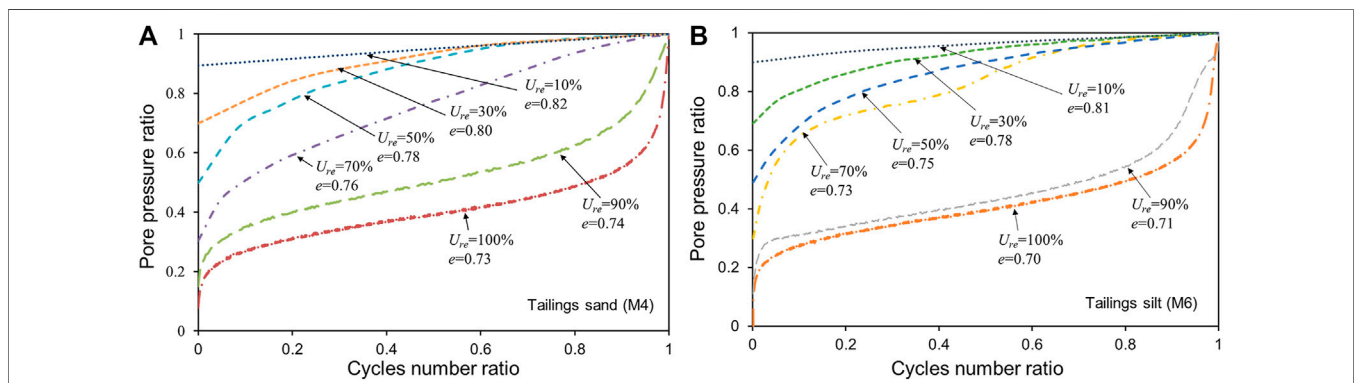 A
Pore pressure ratio
1
0.8
0.6
0.4
0.2
0
Ure=10%
e=0.82
Ure=30%
e=0.80
Ure=50%
e=0.78
Ure=70%
e=0.76
Ure=90%
e=0.74
Ure=100%
e=0.73
Tailings sand (M4)
0 0.2 0.4 0.6 0.8 1
Cycles number ratio
B
Pore pressure ratio
1
0.8
0.6
0.4
0.2
0
Ure=10%
e=0.81
Ure=30%
e=0.78
Ure=50%
e=0.75
Ure=70%
e=0.73
Ure=90%
e=0.71
Ure=100%
e=0.70
Tailings silt (M6)
0 0.2 0.4 0.6 0.8 1
Cycles number ratio